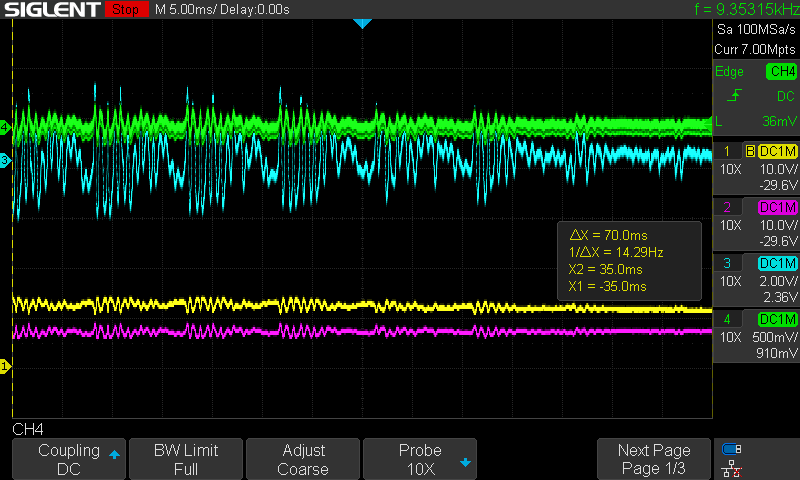 SIGLENT Stop M 5.00ms/ Delay:0.00s f = 9.35315kHz
Sa 100MSa/s
Curr 7.00Mpts
Edge CH4
DC
L 36mV
4
3
1
1 B DC1M
10X 10.0V/
-29.6V
2 DC1M
10X 10.0V/
-29.6V
3 DC1M
10X 2.00V/
2.36V
4 DC1M
10X 500mV/
910mV
ΔX = 70.0ms
1/ΔX = 14.29Hz
X2 = 35.0ms
X1 = -35.0ms
CH4
Coupling
DC
BW Limit
Full
Adjust
Coarse
Probe
10X
Next Page
Page 1/3